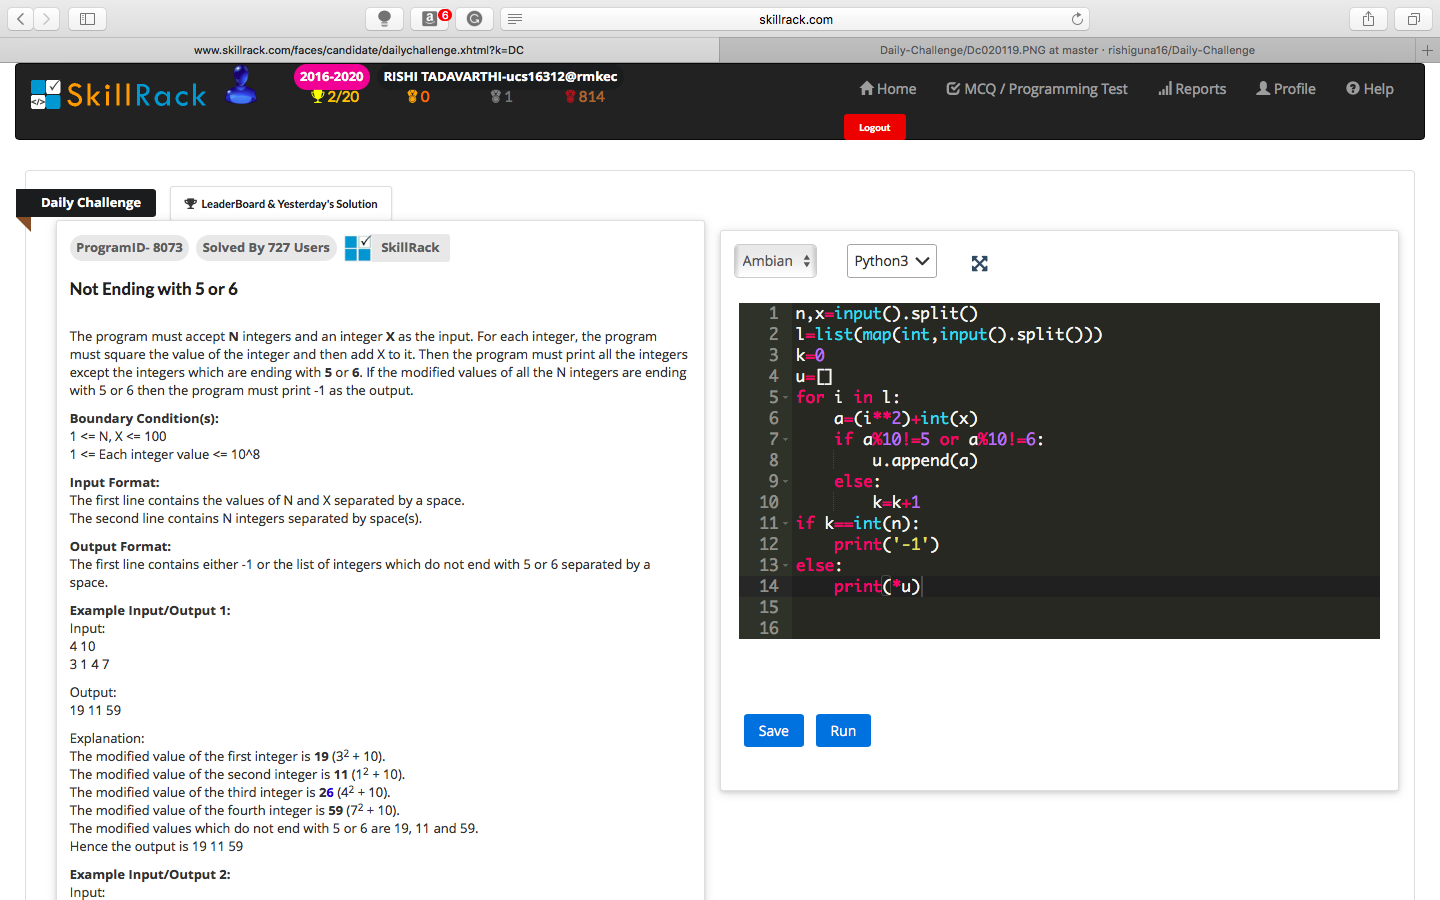 skillrack.com
6
www.skillrack.com/faces/candidate/dailychallenge.xhtml?k=DC
Daily-Challenge/Dc020119.PNG at master · rishiguna16/Daily-Challenge
SkillRack
2016-2020
RISHI TADAVARTHI-ucs16312@rmkec
2/20
0
1
814
Home
MCQ / Programming Test
Reports
Profile
Help
Logout
Daily Challenge
LeaderBoard & Yesterday's Solution
ProgramID- 8073
Solved By 727 Users
SkillRack
Not Ending with 5 or 6
The program must accept N integers and an integer X as the input. For each integer, the program
must square the value of the integer and then add X to it. Then the program must print all the integers
except the integers which are ending with 5 or 6. If the modified values of all the N integers are ending
with 5 or 6 then the program must print -1 as the output.
Boundary Condition(s):
1 <= N, X <= 100
1 <= Each integer value <= 10^8
Input Format:
The first line contains the values of N and X separated by a space.
The second line contains N integers separated by space(s).
Output Format:
The first line contains either -1 or the list of integers which do not end with 5 or 6 separated by a
space.
Example Input/Output 1:
Input:
4 10
3 1 4 7
Output:
19 11 59
Explanation:
The modified value of the first integer is 19 (3² + 10).
The modified value of the second integer is 11 (1² + 10).
The modified value of the third integer is 26 (4² + 10).
The modified value of the fourth integer is 59 (7² + 10).
The modified values which do not end with 5 or 6 are 19, 11 and 59.
Hence the output is 19 11 59
Example Input/Output 2:
Input:
Ambian
Python3
1 n,x=input().split()
2 l=list(map(int,input().split()))
3 k=0
4 u=[]
5 for i in l:
6     a=(i**2)+int(x)
7     if a%10!=5 or a%10!=6:
8         u.append(a)
9     else:
10         k=k+1
11 if k==int(n):
12     print('-1')
13 else:
14     print(*u)
15
16
Save
Run